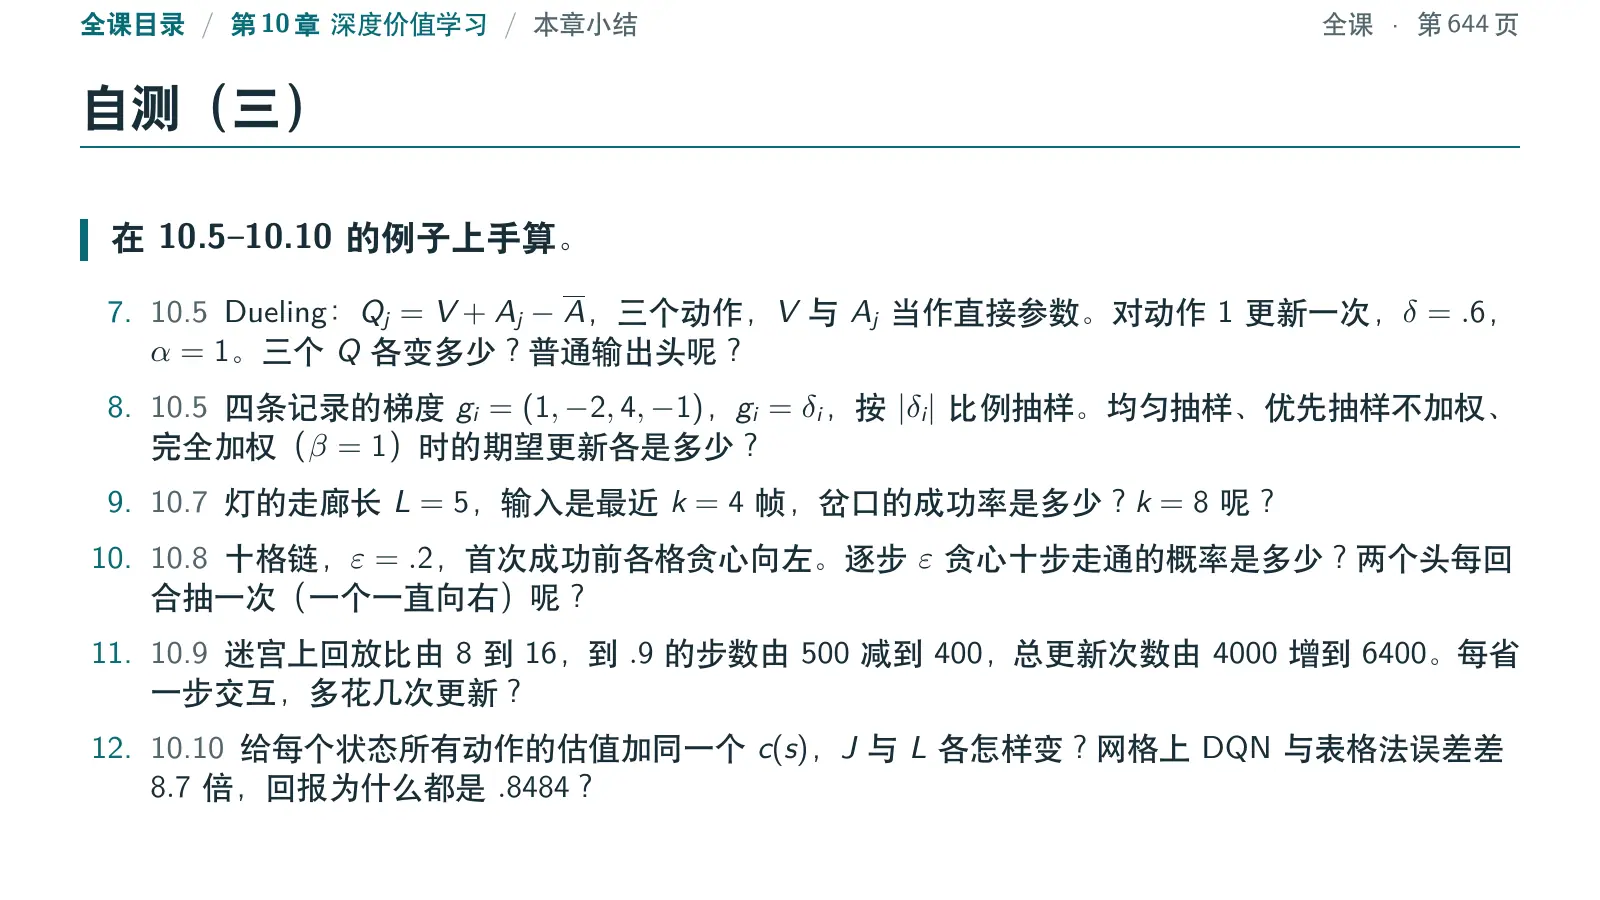 全课目录 / 第 10 章 深度价值学习 / 本章小结
全课 · 第 644 页
自测（三）
在 10.5–10.10 的例子上手算。
7. 10.5 Dueling：Q_j = V + A_j − A̅，三个动作，V 与 A_j 当作直接参数。对动作 1 更新一次，δ = .6，
α = 1。三个 Q 各变多少？普通输出头呢？
8. 10.5 四条记录的梯度 g_i = (1, −2, 4, −1)，g_i = δ_i，按 |δ_i| 比例抽样。均匀抽样、优先抽样不加权、
完全加权（β = 1）时的期望更新各是多少？
9. 10.7 灯的走廊长 L = 5，输入是最近 k = 4 帧，岔口的成功率是多少？k = 8 呢？
10. 10.8 十格链，ε = .2，首次成功前各格贪心向左。逐步 ε 贪心十步走通的概率是多少？两个头每回
合抽一次（一个一直向右）呢？
11. 10.9 迷宫上回放比由 8 到 16，到 .9 的步数由 500 减到 400，总更新次数由 4000 增到 6400。每省
一步交互，多花几次更新？
12. 10.10 给每个状态所有动作的估值加同一个 c(s)，J 与 L 各怎样变？网格上 DQN 与表格法误差差
8.7 倍，回报为什么都是 .8484？